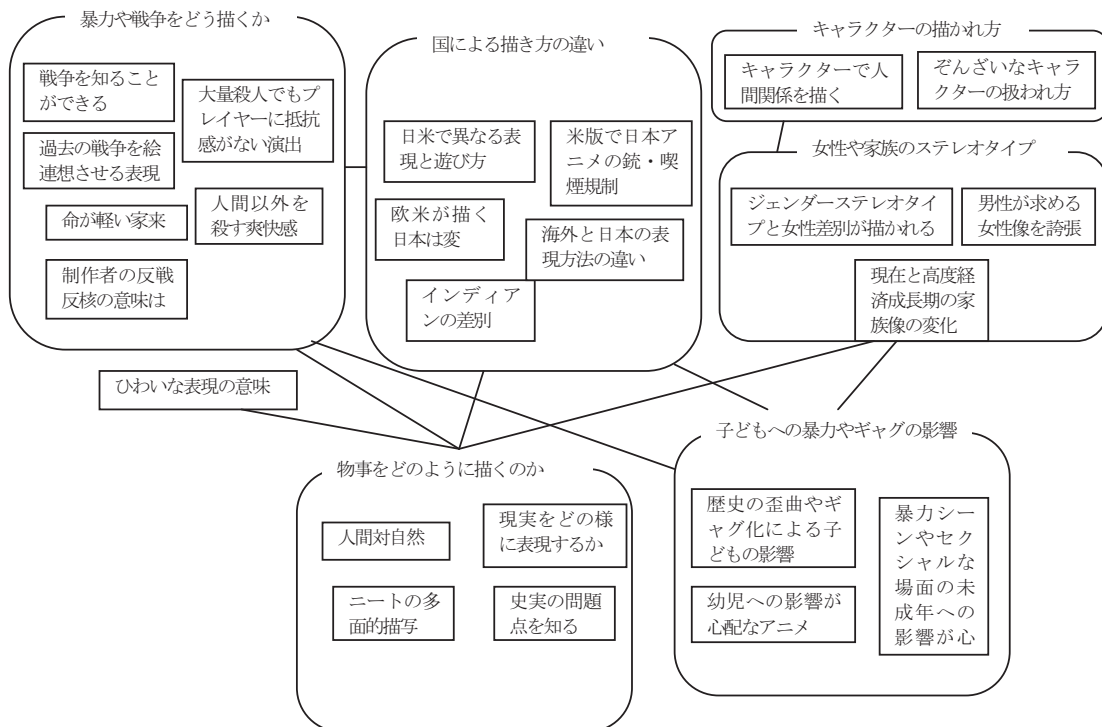 暴力や戦争をどう描くか
戦争を知ること
ができる
大量殺人でもプ
レイヤーに抵抗
感がない演出
過去の戦争を絵
連想させる表現
命が軽い家来
人間以外を
殺す爽快感
制作者の反戦
反核の意味は
国による描き方の違い
日米で異なる表
現と遊び方
米版で日本ア
ニメの銃・喫
煙規制
欧米が描く
日本は変
海外と日本の表
現方法の違い
インディア
ンの差別
キャラクターの描かれ方
キャラクターで人
間関係を描く
ぞんざいなキャラ
クターの扱われ方
女性や家族のステレオタイプ
ジェンダーステレオタイ
プと女性差別が描かれる
男性が求める
女性像を誇張
現在と高度経
済成長期の家
族像の変化
ひわいな表現の意味
物事をどのように描くのか
人間対自然
現実をどの様
に表現するか
ニートの多
面的描写
史実の問題
点を知る
子どもへの暴力やギャグの影響
歴史の歪曲やギ
ャグ化による子
どもの影響
幼児への影響が
心配なアニメ
暴力シー
ンやセク
シャルな
場面の未
成年への
影響が心